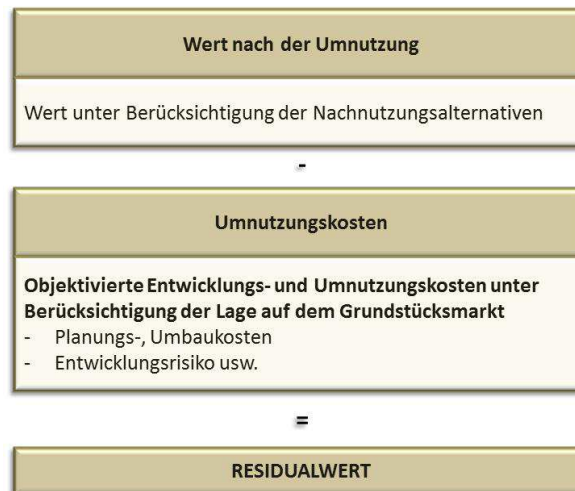 Wert nach der Umnutzung
Wert unter Berücksichtigung der Nachnutzungsalternativen
-
Umnutzungskosten
Objektivierte Entwicklungs- und Umnutzungskosten unter
Berücksichtigung der Lage auf dem Grundstücksmarkt
- Planungs-, Umbaukosten
- Entwicklungsrisiko usw.
=
RESIDUALWERT